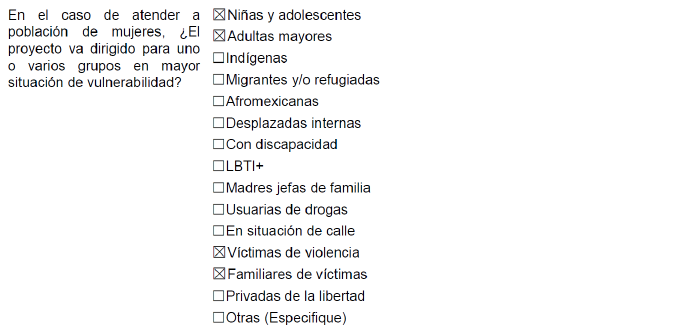 En el caso de atender a
población de mujeres, ¿El
proyecto va dirigido para uno
o varios grupos en mayor
situación de vulnerabilidad?
☒Niñas y adolescentes
☒Adultas mayores
☐Indígenas
☐Migrantes y/o refugiadas
☐Afromexicanas
☐Desplazadas internas
☐Con discapacidad
☐LBTI+
☐Madres jefas de familia
☐Usuarias de drogas
☐En situación de calle
☒Víctimas de violencia
☒Familiares de víctimas
☐Privadas de la libertad
☐Otras (Especifique)